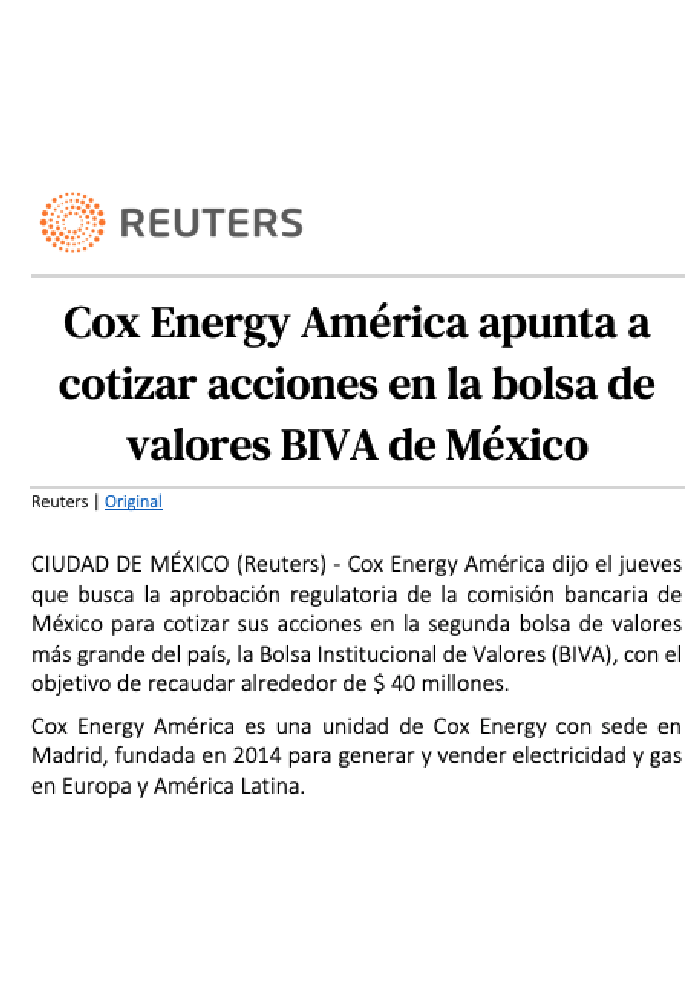 REUTERS
Cox Energy América apunta a
cotizar acciones en la bolsa de
valores BIVA de México
Reuters | Original
CIUDAD DE MÉXICO (Reuters) - Cox Energy América dijo el jueves
que busca la aprobación regulatoria de la comisión bancaria de
México para cotizar sus acciones en la segunda bolsa de valores
más grande del país, la Bolsa Institucional de Valores (BIVA), con el
objetivo de recaudar alrededor de $ 40 millones.
Cox Energy América es una unidad de Cox Energy con sede en
Madrid, fundada en 2014 para generar y vender electricidad y gas
en Europa y América Latina.